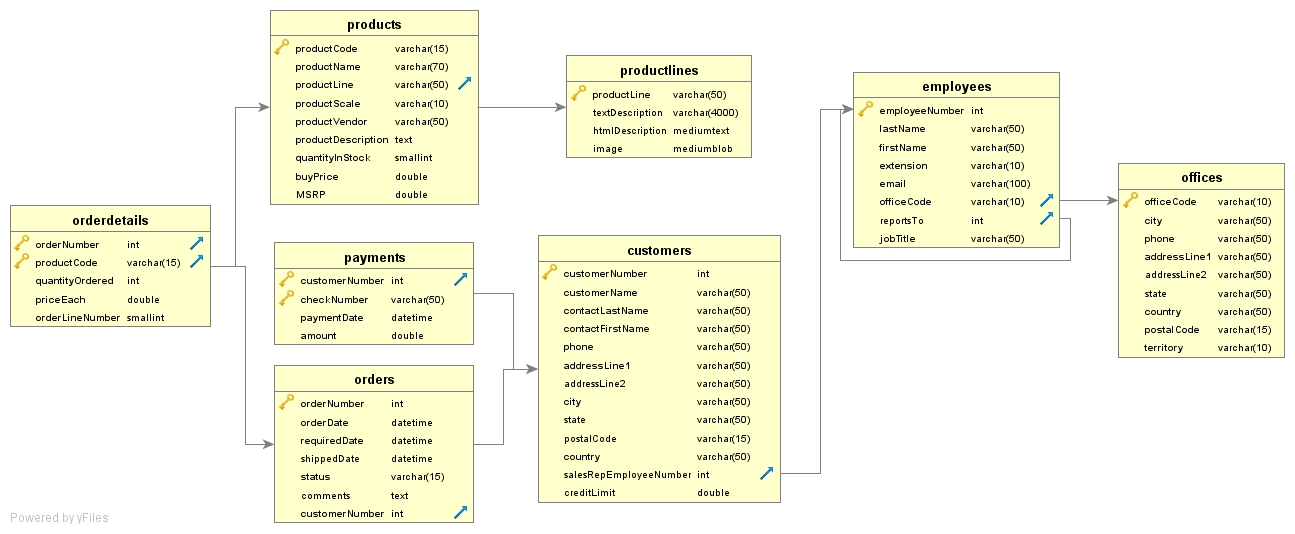 products
productCode varchar(15)
productName varchar(70)
productLine varchar(50)
productScale varchar(10)
productVendor varchar(50)
productDescription text
quantityInStock smallint
buyPrice double
MSRP double
productlines
productLine varchar(50)
textDescription varchar(4000)
htmlDescription mediumtext
image mediumblob
employees
employeeNumber int
lastName varchar(50)
firstName varchar(50)
extension varchar(10)
email varchar(100)
officeCode varchar(10)
reportsTo int
jobTitle varchar(50)
offices
officeCode varchar(10)
city varchar(50)
phone varchar(50)
addressLine1 varchar(50)
addressLine2 varchar(50)
state varchar(50)
country varchar(50)
postalCode varchar(15)
territory varchar(10)
orderdetails
orderNumber int
productCode varchar(15)
quantityOrdered int
priceEach double
orderLineNumber smallint
payments
customerNumber int
checkNumber varchar(50)
paymentDate datetime
amount double
customers
customerNumber int
customerName varchar(50)
contactLastName varchar(50)
contactFirstName varchar(50)
phone varchar(50)
addressLine1 varchar(50)
addressLine2 varchar(50)
city varchar(50)
state varchar(50)
postalCode varchar(15)
country varchar(50)
salesRepEmployeeNumber int
creditLimit double
orders
orderNumber int
orderDate datetime
requiredDate datetime
shippedDate datetime
status varchar(15)
comments text
customerNumber int
Powered by yFiles